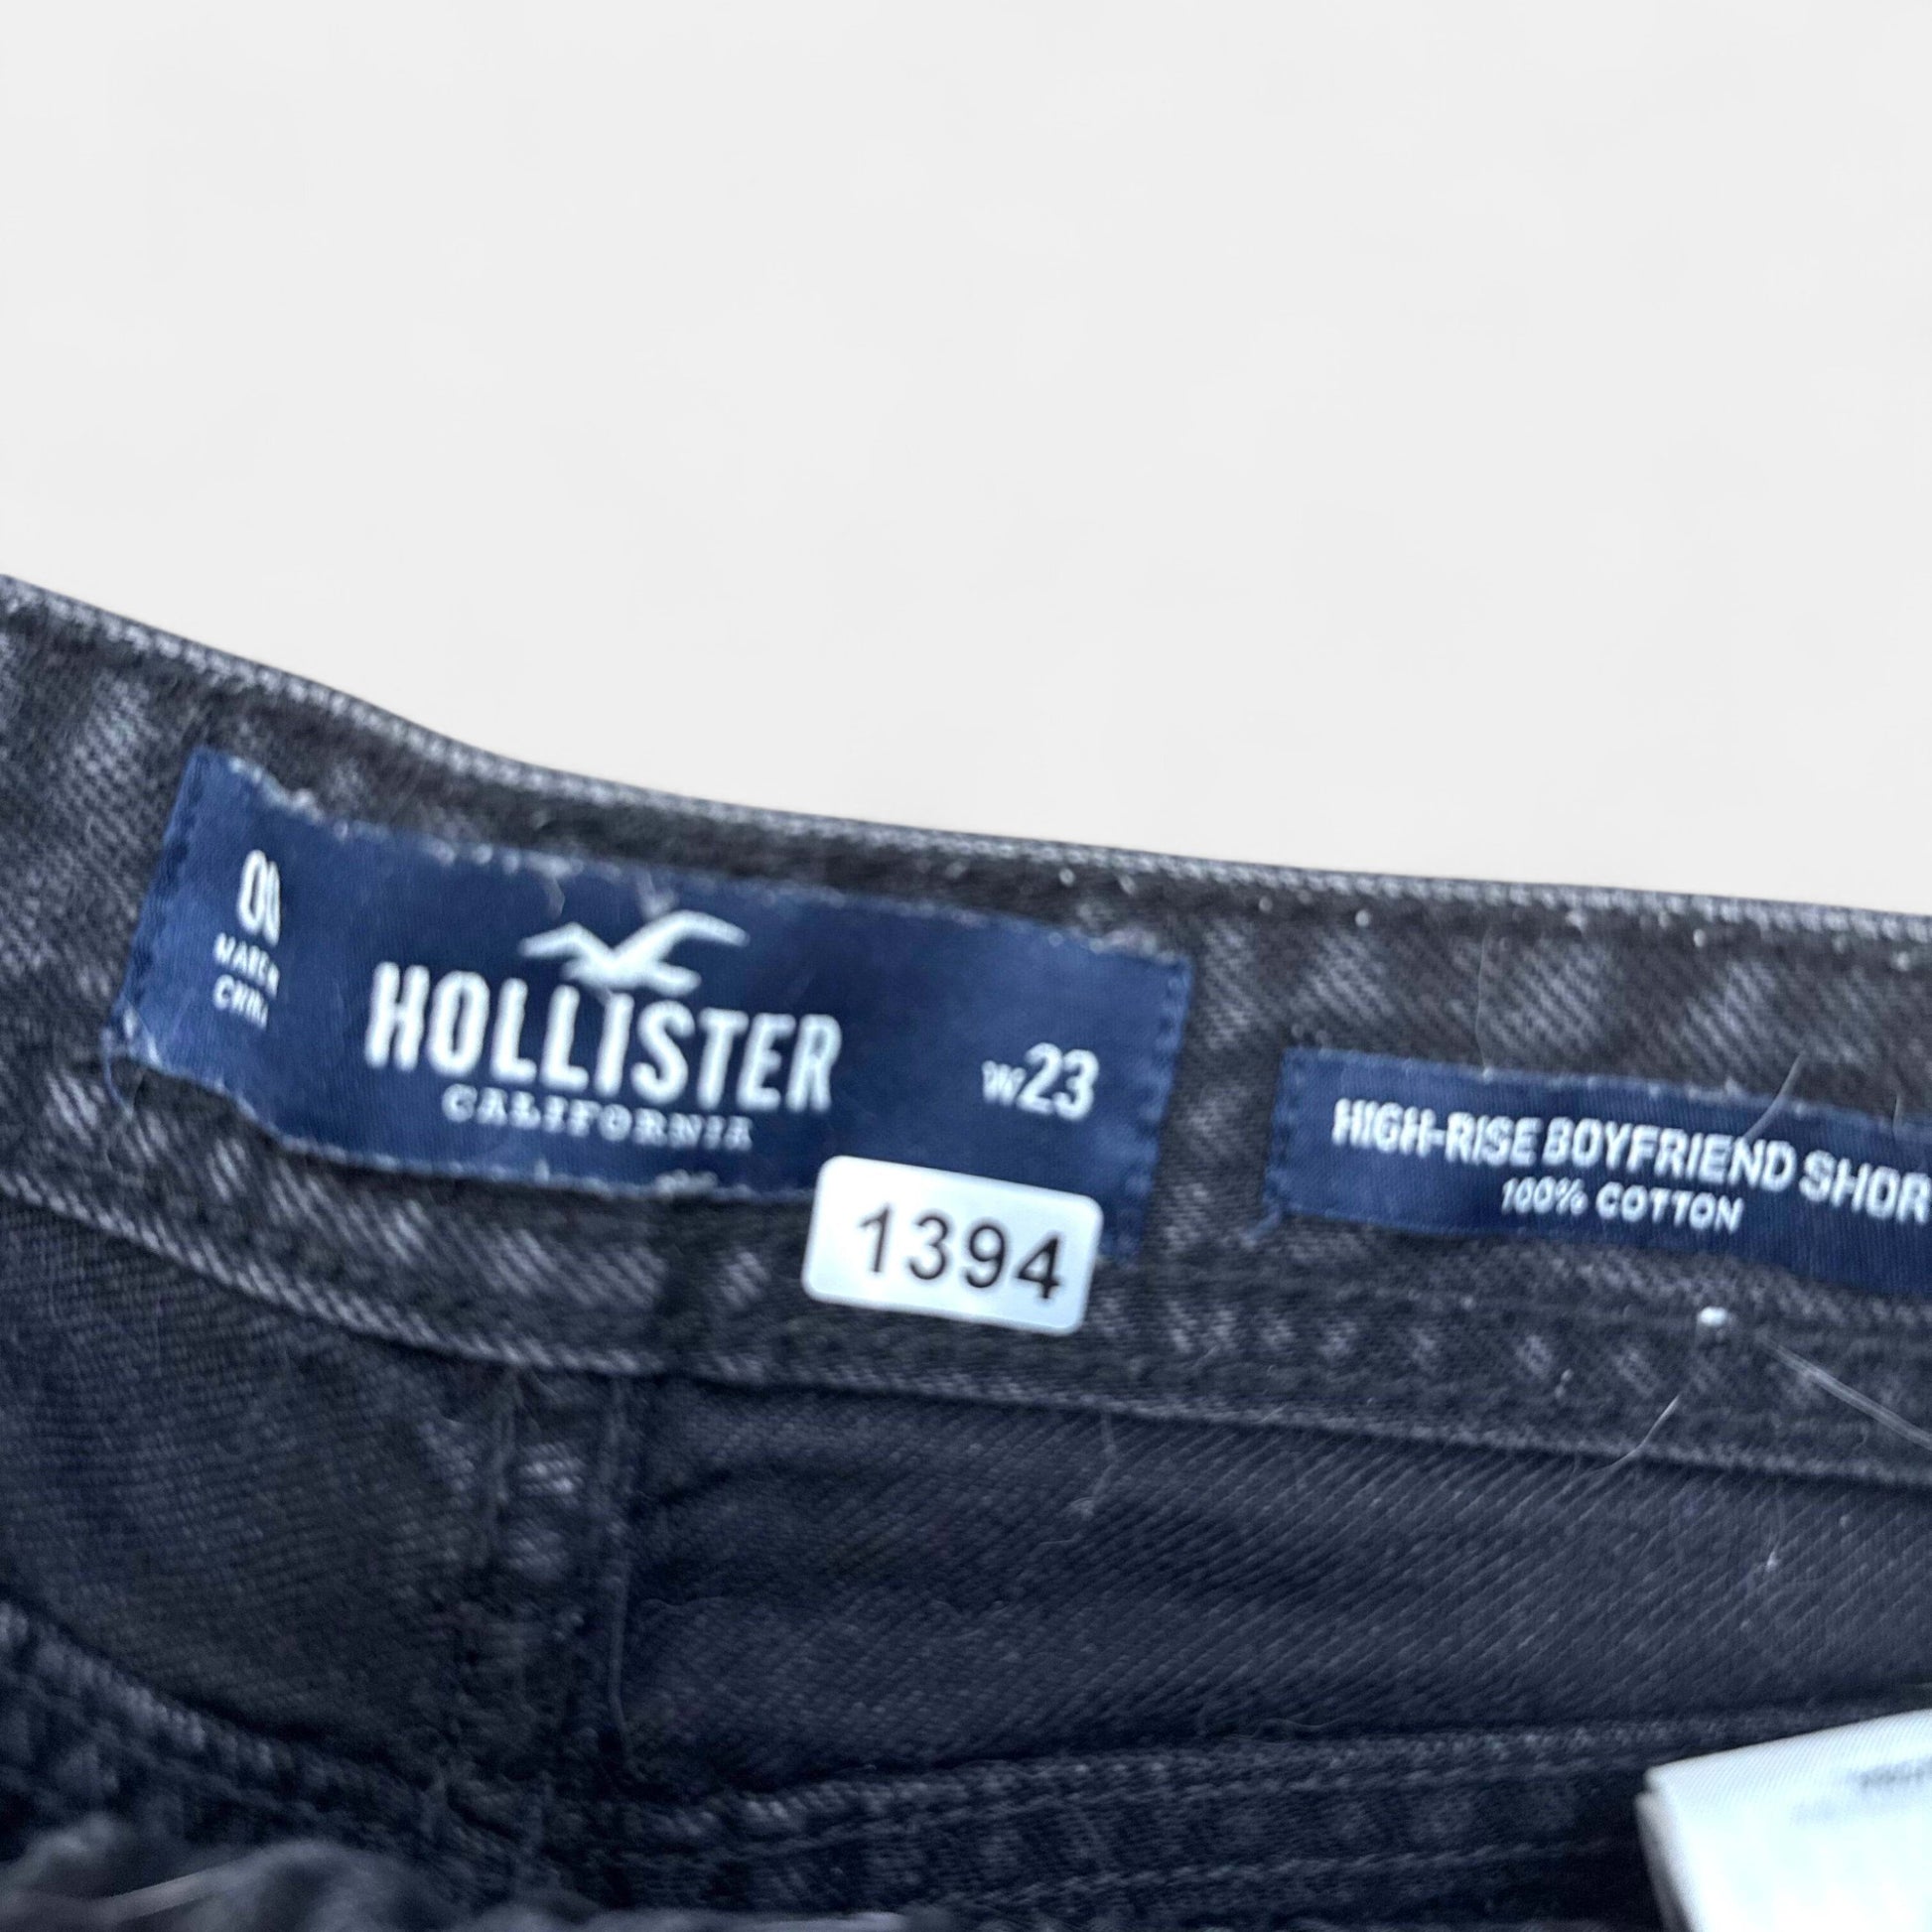 00
HOLLISTER
CALIFORNIA
W23
1394
HIGH-RISE BOYFRIEND SHOR
100% COTTON